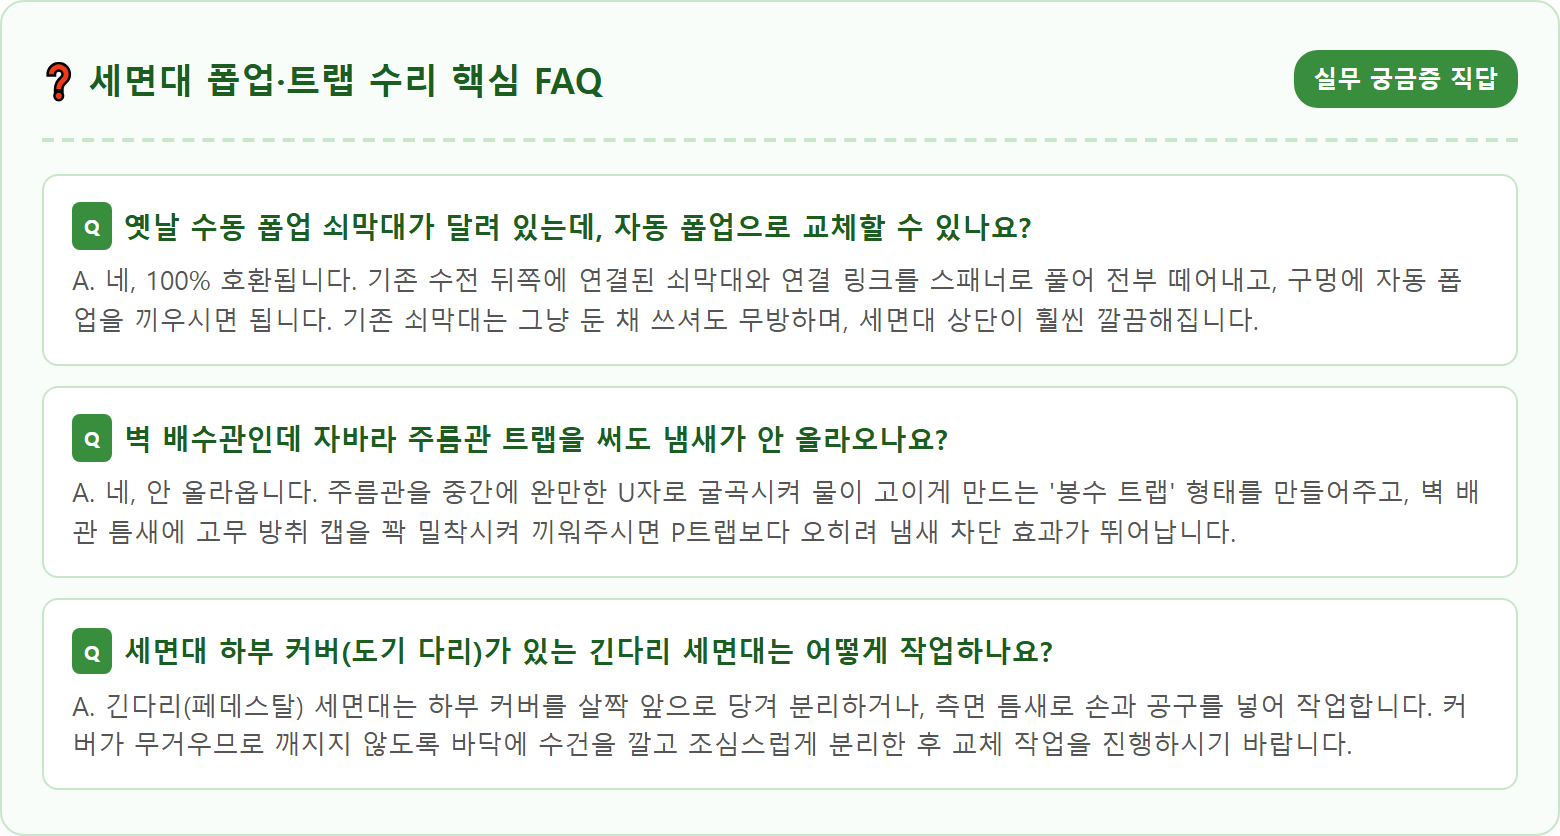 ❓ 세면대 폽업·트랩 수리 핵심 FAQ
실무 궁금증 직답
Q 옛날 수동 폽업 쇠막대가 달려 있는데, 자동 폽업으로 교체할 수 있나요?
A. 네, 100% 호환됩니다. 기존 수전 뒤쪽에 연결된 쇠막대와 연결 링크를 스패너로 풀어 전부 떼어내고, 구멍에 자동 폽
업을 끼우시면 됩니다. 기존 쇠막대는 그냥 둔 채 쓰셔도 무방하며, 세면대 상단이 훨씬 깔끔해집니다.
Q 벽 배수관인데 자바라 주름관 트랩을 써도 냄새가 안 올라오나요?
A. 네, 안 올라옵니다. 주름관을 중간에 완만한 U자로 굴곡시켜 물이 고이게 만드는 '봉수 트랩' 형태를 만들어주고, 벽 배
관 틈새에 고무 방취 캡을 꽉 밀착시켜 끼워주시면 P트랩보다 오히려 냄새 차단 효과가 뛰어납니다.
Q 세면대 하부 커버(도기 다리)가 있는 긴다리 세면대는 어떻게 작업하나요?
A. 긴다리(페데스탈) 세면대는 하부 커버를 살짝 앞으로 당겨 분리하거나, 측면 틈새로 손과 공구를 넣어 작업합니다. 커
버가 무거우므로 깨지지 않도록 바닥에 수건을 깔고 조심스럽게 분리한 후 교체 작업을 진행하시기 바랍니다.